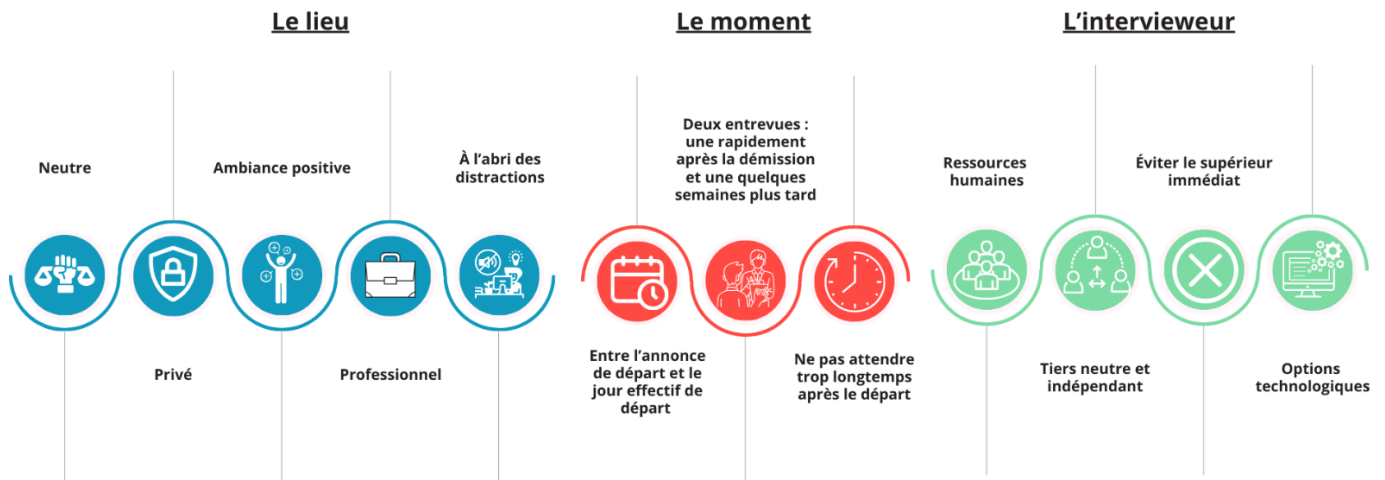 Le lieu
Neutre
Privé
Ambiance positive
Professionnel
À l'abri des
distractions
Le moment
Entre l'annonce
de départ et le
jour effectif de
départ
Deux entrevues :
une rapidement
après la démission
et une quelques
semaines plus tard
Ne pas attendre
trop longtemps
après le départ
L'intervieweur
Ressources
humaines
Tiers neutre et
indépendant
Éviter le supérieur
immédiat
Options
technologiques